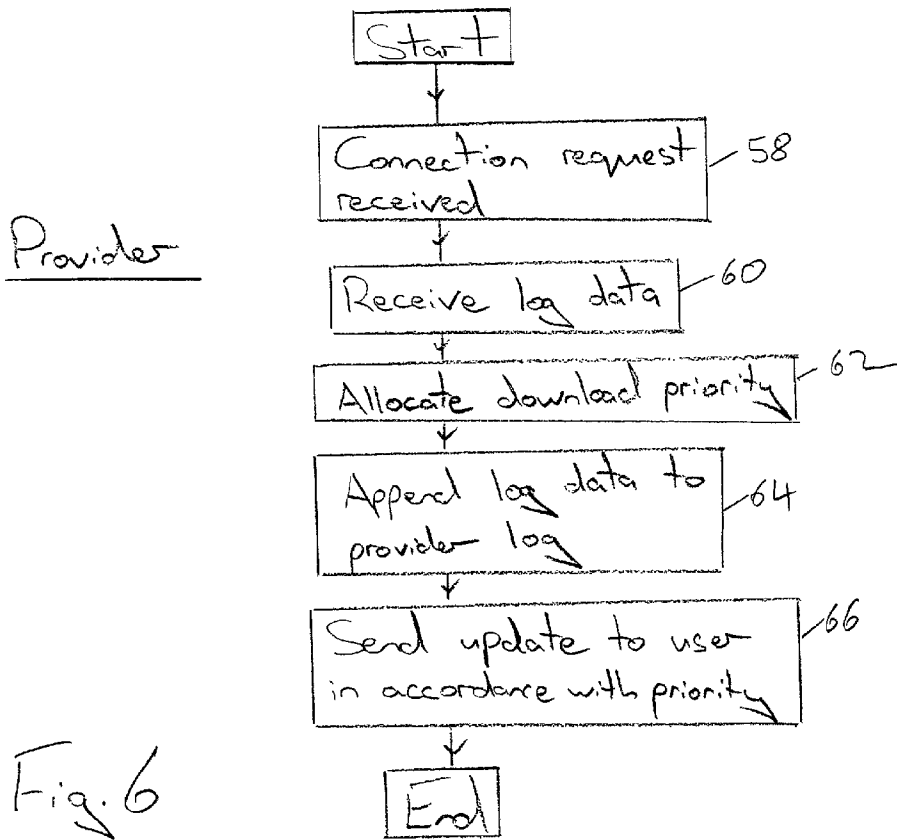 Start
Connection request
received
58
Provider
Receive log data
60
Allocate download priority
62
Append log data to
provider log
64
Send update to user
in accordance with priority
66
End
Fig. 6